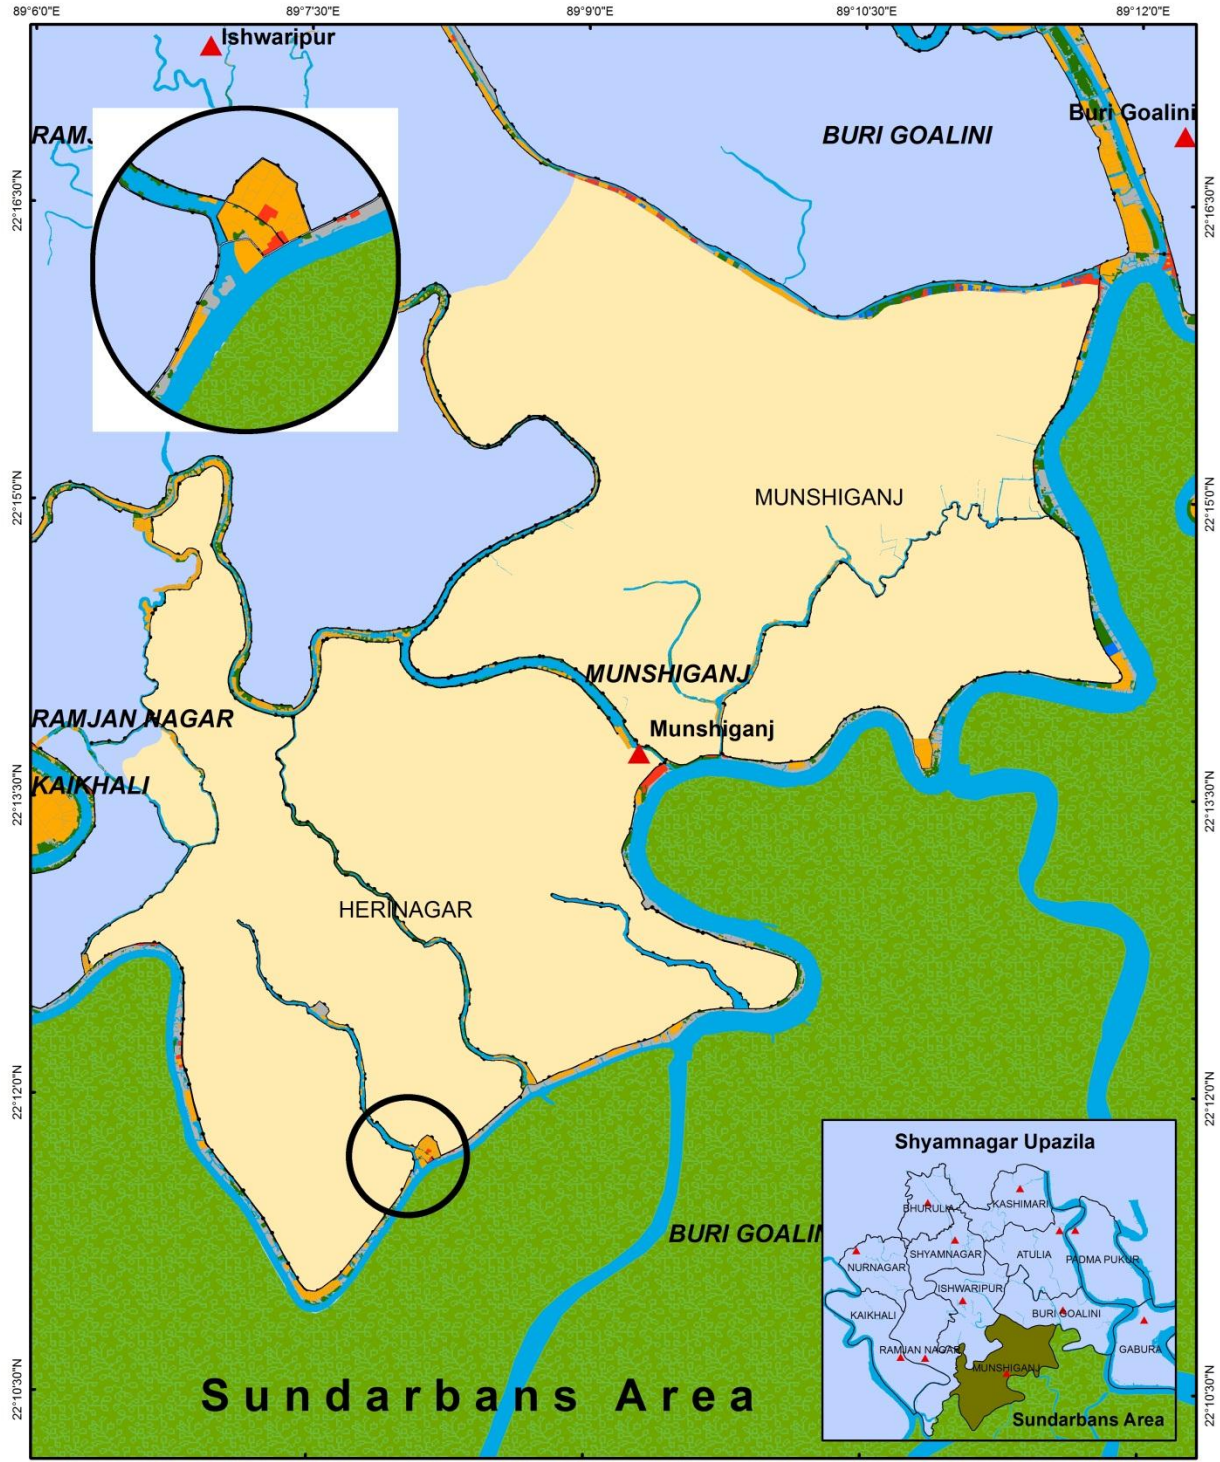 89°6'0"E
89°7'30"E
89°9'0"E
89°10'30"E
89°12'0"E
Ishwaripur
Buri Goalini
RAMJ
BURI GOALINI
22°16'30"N
22°16'30"N
22°15'0"N
MUNSHIGANJ
22°15'0"N
MUNSHIGANJ
RAMJAN NAGAR
Munshiganj
KAIKHALI
22°13'30"N
22°13'30"N
HERINAGAR
22°12'0"N
22°12'0"N
BURI GOALIN
Shyamnagar Upazila
BHURULIA
KASHIMARI
SHYAMNAGAR
ATULIA
PADMA PUKUR
NURNAGAR
ISHWARIPUR
KAIKHALI
BURI GOALINI
RAMJAN NAGAR
GABURA
MUNSHIGANJ
Sundarbans Area
22°10'30"N
Sundarbans Area
22°10'30"N